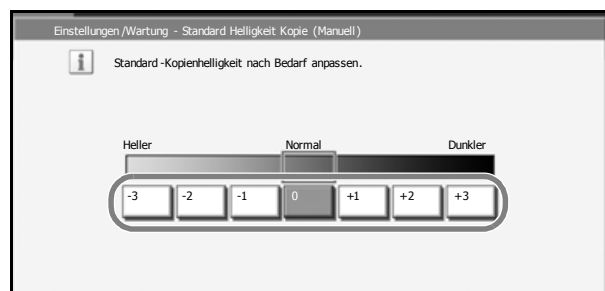 Einstellungen/Wartung - Standard Helligkeit Kopie (Manuell)
Standard-Kopienhelligkeit nach Bedarf anpassen.
Heller Normal Dunkler
-3 -2 -1 0 +1 +2 +3